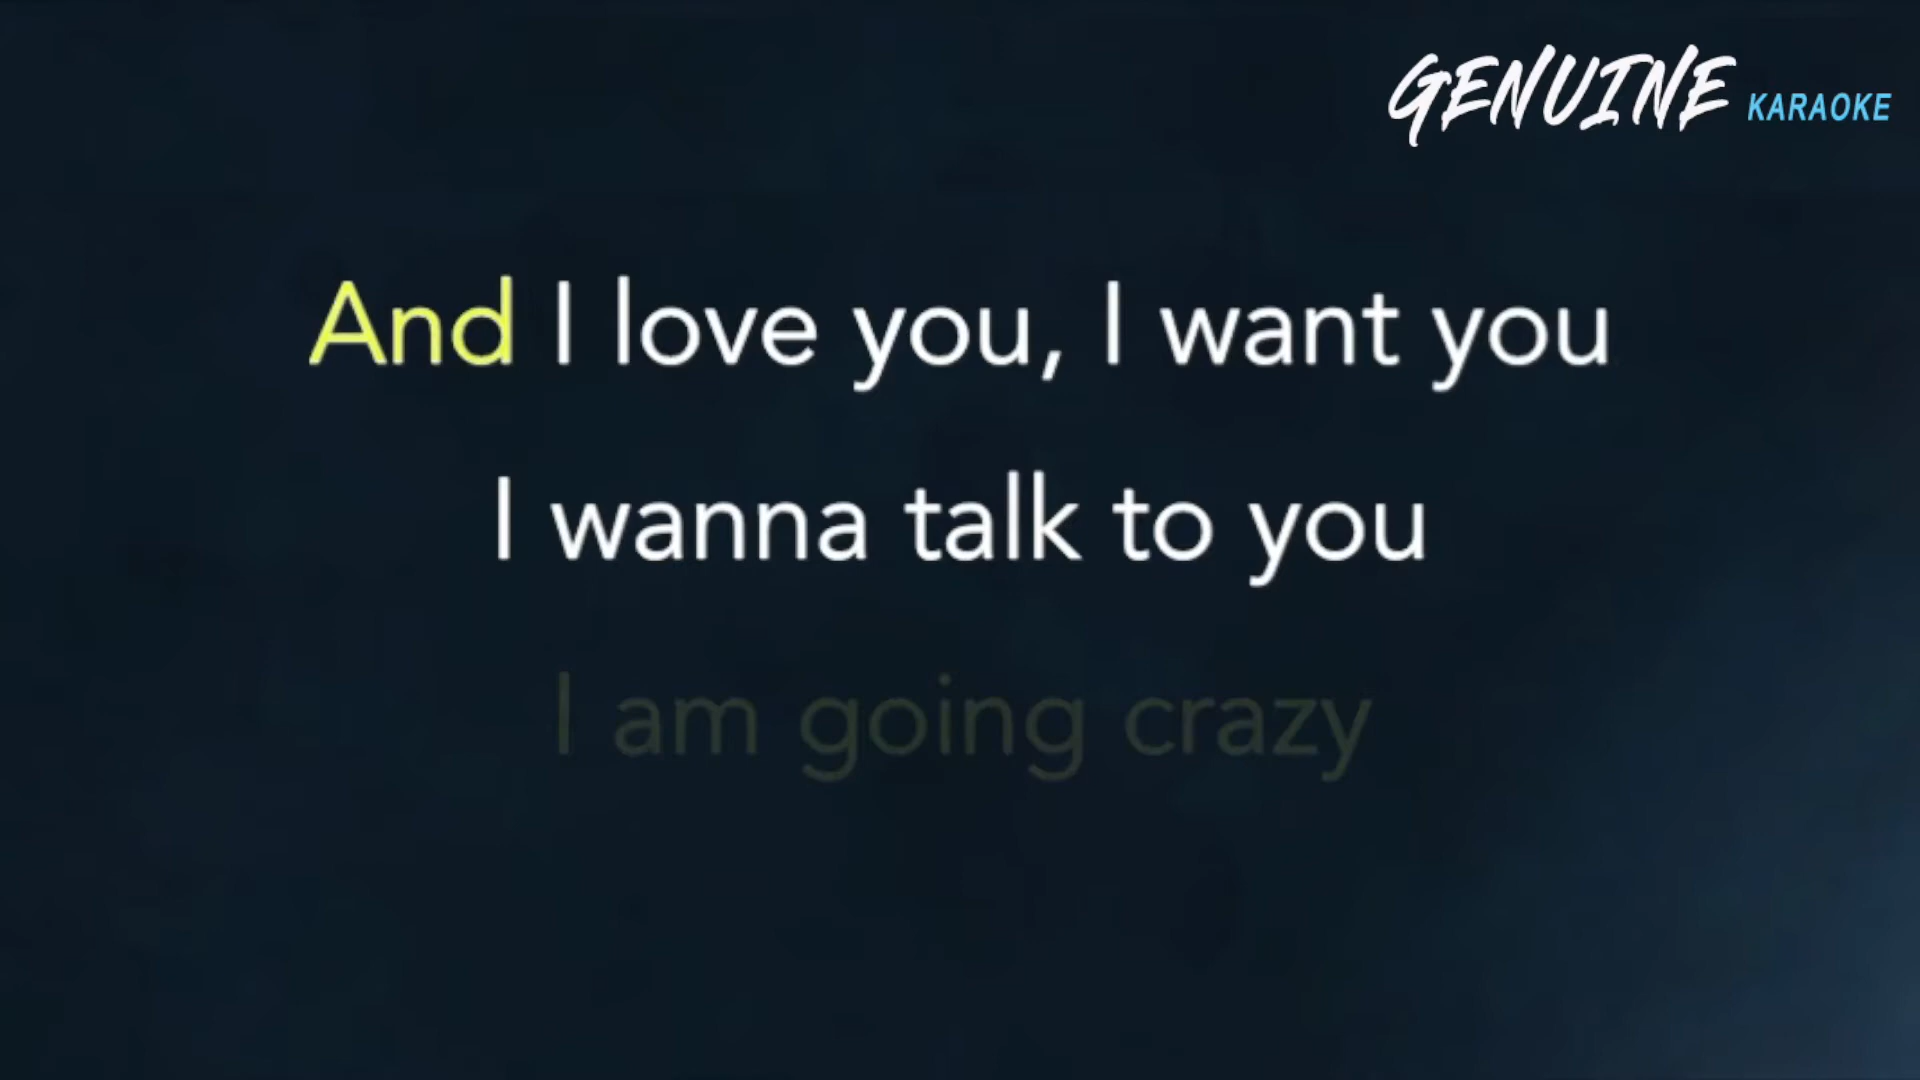 GENUINE KARAOKE
And I love you, I want you
I wanna talk to you
I am going crazy